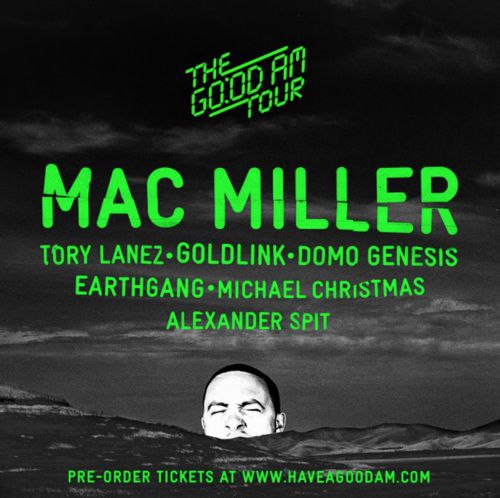 THE
GO:OD AM
TOUR
MAC MILLER
TORY LANEZ • GOLDLINK • DOMO GENESIS
EARTHGANG • MICHAEL CHRISTMAS
ALEXANDER SPIT
PRE-ORDER TICKETS AT WWW.HAVEAGOODAM.COM